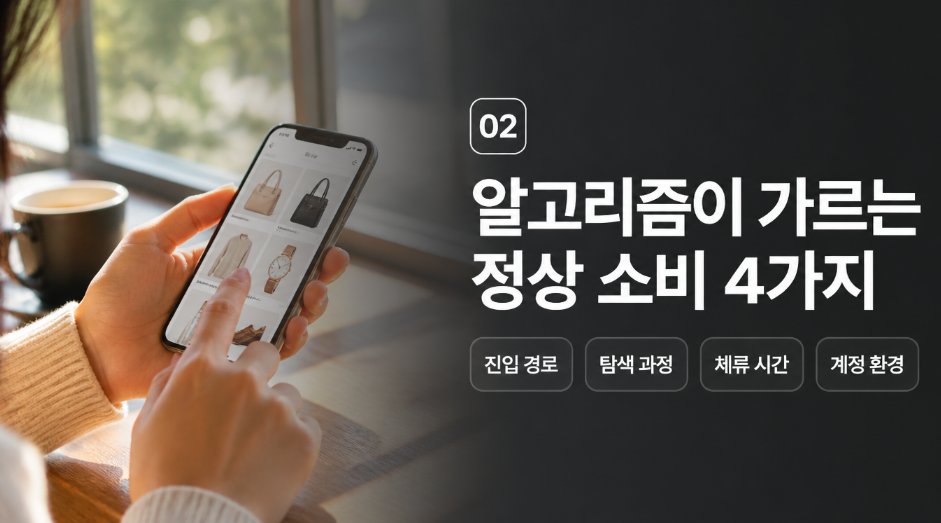 02
알고리즘이 가르는
정상 소비 4가지
진입 경로
탐색 과정
체류 시간
계정 환경